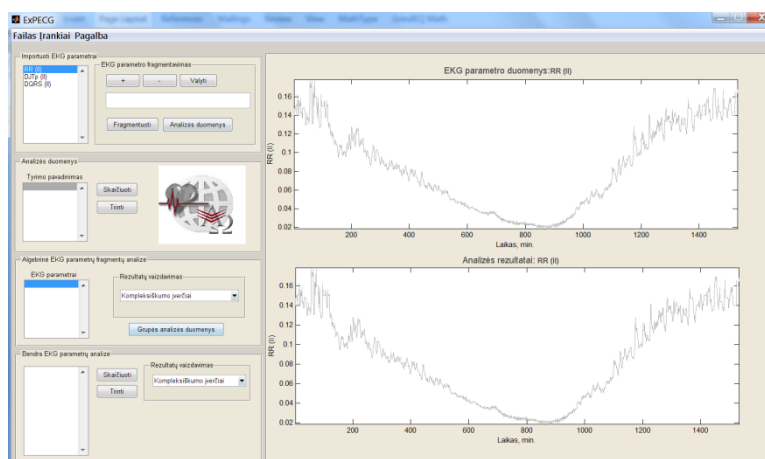 ExPECG
Failas Įrankiai Pagalba
Importuoti EKG parametrai
RR (II)
DJTp (II)
DQRS (II)
EKG parametro fragmentavimas
+ - Valyti
Fragmentuoti Analizės duomenys
Analizės duomenys
Tyrimo pavadinimas
Skaičiuoti
Trinti
Algebrinė EKG parametrų fragmentų analizė
EKG parametrai
Rezultatų vaizdavimas
Kompleksiškumo įverčiai
Grupės analizės duomenys
Bendra EKG parametrų analizė
Skaičiuoti
Trinti
Rezultatų vaizdavimas
Kompleksiškumo įverčiai
EKG parametro duomenys:RR (II)
RR (II)
0.16
0.14
0.12
0.1
0.08
0.06
0.04
0.02
200 400 600 800 1000 1200 1400
Laikas, min.
Analizės rezultatai: RR (II)
RR (II)
0.16
0.14
0.12
0.1
0.08
0.06
0.04
0.02
200 400 600 800 1000 1200 1400
Laikas, min.